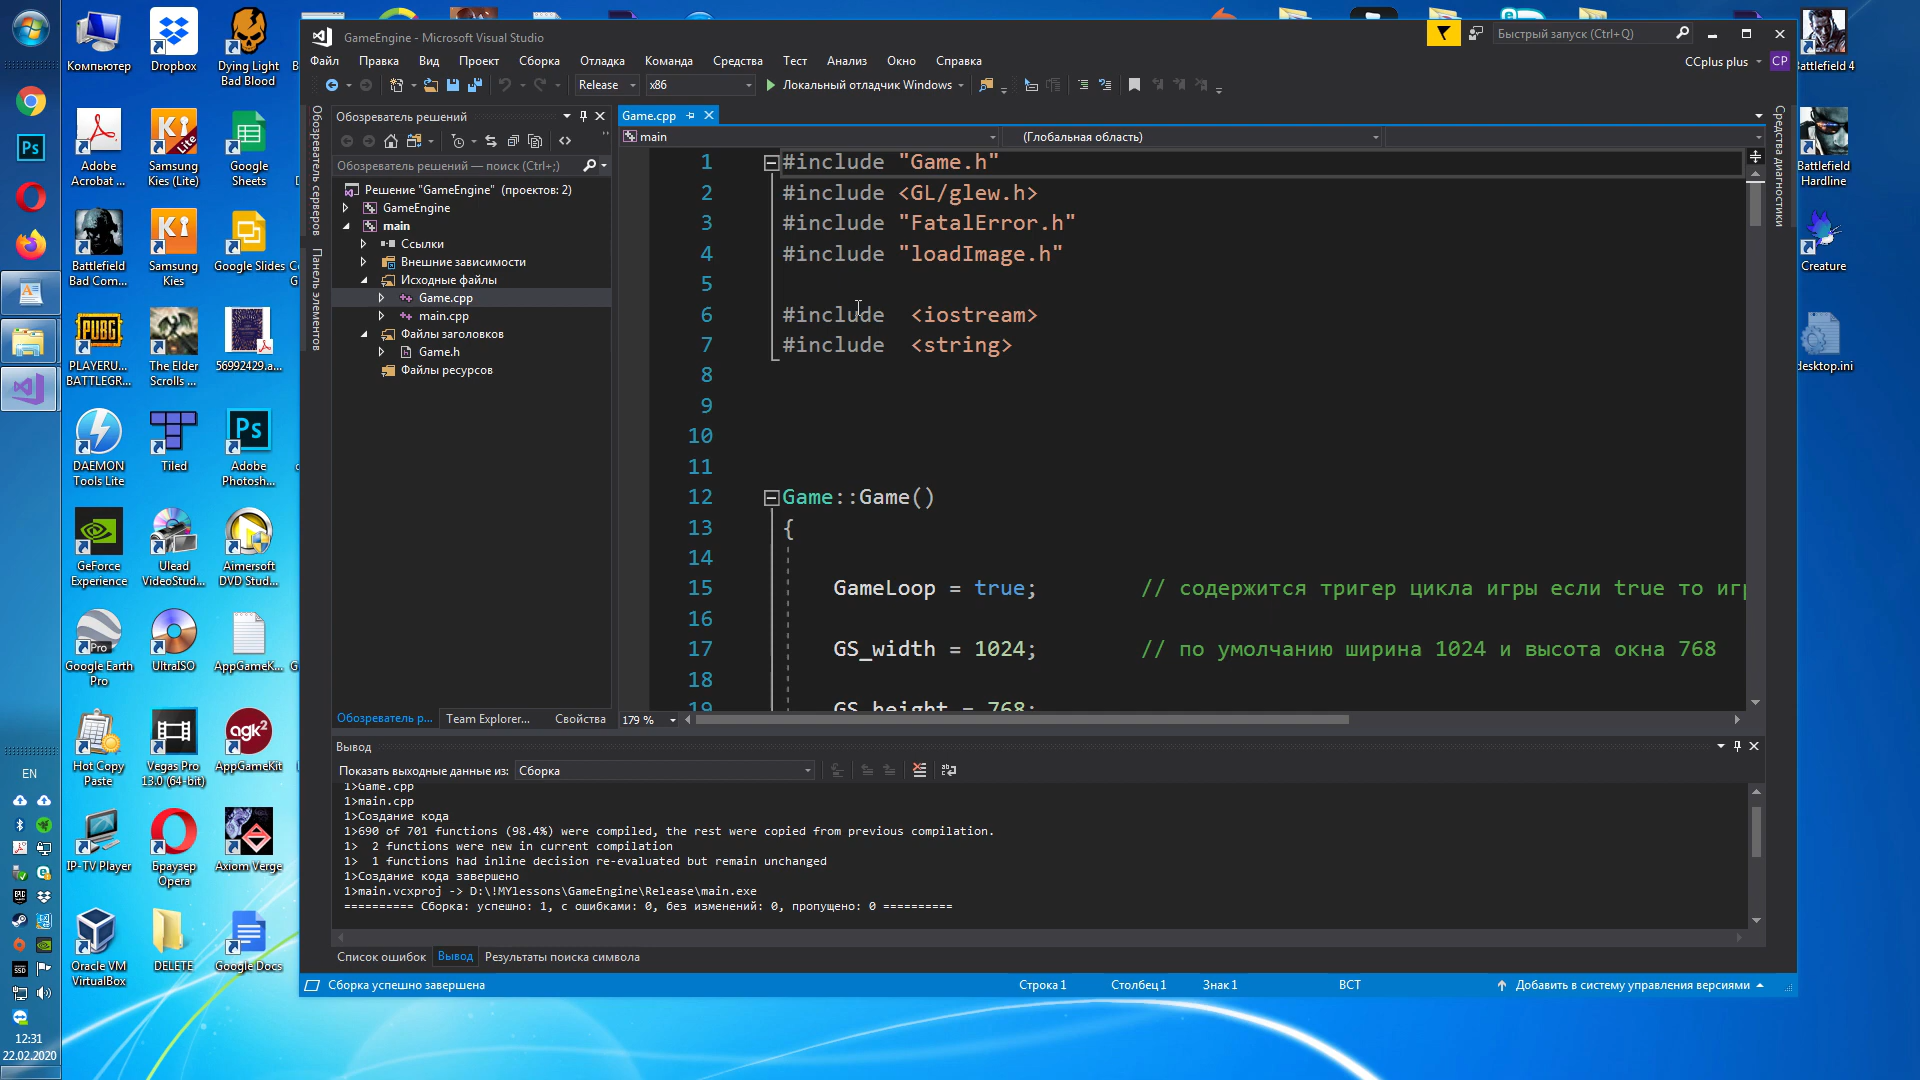 GameEngine - Microsoft Visual Studio
Быстрый запуск (Ctrl+Q)
Файл Правка Вид Проект Сборка Отладка Команда Средства Тест Анализ Окно Справка
CCplus plus CP
Release x86 Локальный отладчик Windows
Обозреватель серверов
Панель элементов
Обозреватель решений
Обозреватель решений — поиск (Ctrl+;)
Решение "GameEngine" (проектов: 2)
GameEngine
main
Ссылки
Внешние зависимости
Исходные файлы
Game.cpp
main.cpp
Файлы заголовков
Game.h
Файлы ресурсов
Обозреватель р... Team Explorer... Свойства
Game.cpp
main (Глобальная область)
Средства диагностики
1 #include "Game.h"
2 #include <GL/glew.h>
3 #include "FatalError.h"
4 #include "loadImage.h"
5
6 #include <iostream>
7 #include <string>
8
9
10
11
12 Game::Game()
13 {
14
15 GameLoop = true; // содержится тригер цикла игры если true то игр
16
17 GS_width = 1024; // по умолчанию ширина 1024 и высота окна 768
18
19 GS_height = 768;
179 %
Вывод
Показать выходные данные из: Сборка
1>Game.cpp
1>main.cpp
1>Создание кода
1>690 of 701 functions (98.4%) were compiled, the rest were copied from previous compilation.
1> 2 functions were new in current compilation
1> 1 functions had inline decision re-evaluated but remain unchanged
1>Создание кода завершено
1>main.vcxproj -> D:\!MYlessons\GameEngine\Release\main.exe
========== Сборка: успешно: 1, с ошибками: 0, без изменений: 0, пропущено: 0 ==========
Список ошибок Вывод Результаты поиска символа
Сборка успешно завершена Строка 1 Столбец 1 Знак 1 ВСТ Добавить в систему управления версиями
Компьютер
Dropbox
Dying Light
Bad Blood
Adobe
Acrobat ...
Samsung
Kies (Lite)
Google
Sheets
Battlefield
Bad Com...
Samsung
Kies
Google Slides
PLAYERU...
BATTLEGR...
The Elder
Scrolls ...
56992429.a...
DAEMON
Tools Lite
Tiled
Adobe
Photosh...
GeForce
Experience
Ulead
VideoStud...
Aimersoft
DVD Stud...
Google Earth
Pro
UltraISO
AppGameK...
Hot Copy
Paste
Vegas Pro
13.0 (64-bit)
AppGameKit
IP-TV Player
Браузер
Opera
Axiom Verge
Oracle VM
VirtualBox
DELETE
Google Docs
Battlefield 4
Battlefield
Hardline
Creature
desktop.ini
EN
12:31
22.02.2020